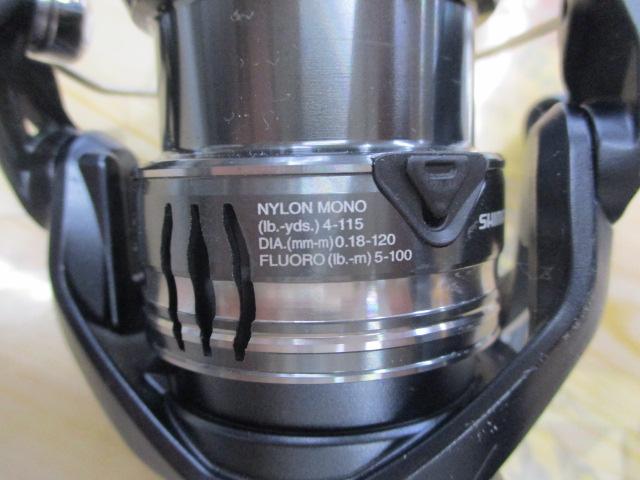 NYLON MONO
(lb.-yds.) 4-115
DIA.(mm-m) 0.18-120
FLUORO (lb.-m) 5-100